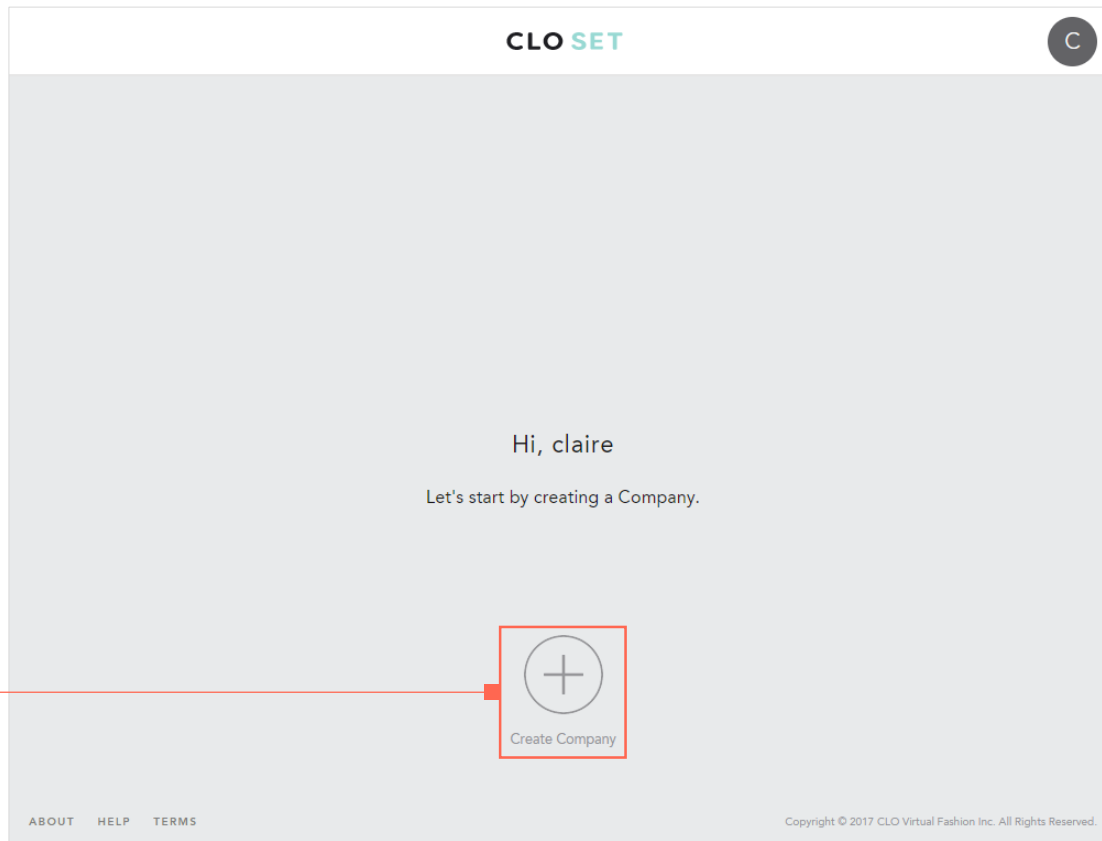 CLO SET
C
Hi, claire
Let's start by creating a Company.
Create Company
ABOUT HELP TERMS
Copyright © 2017 CLO Virtual Fashion Inc. All Rights Reserved.